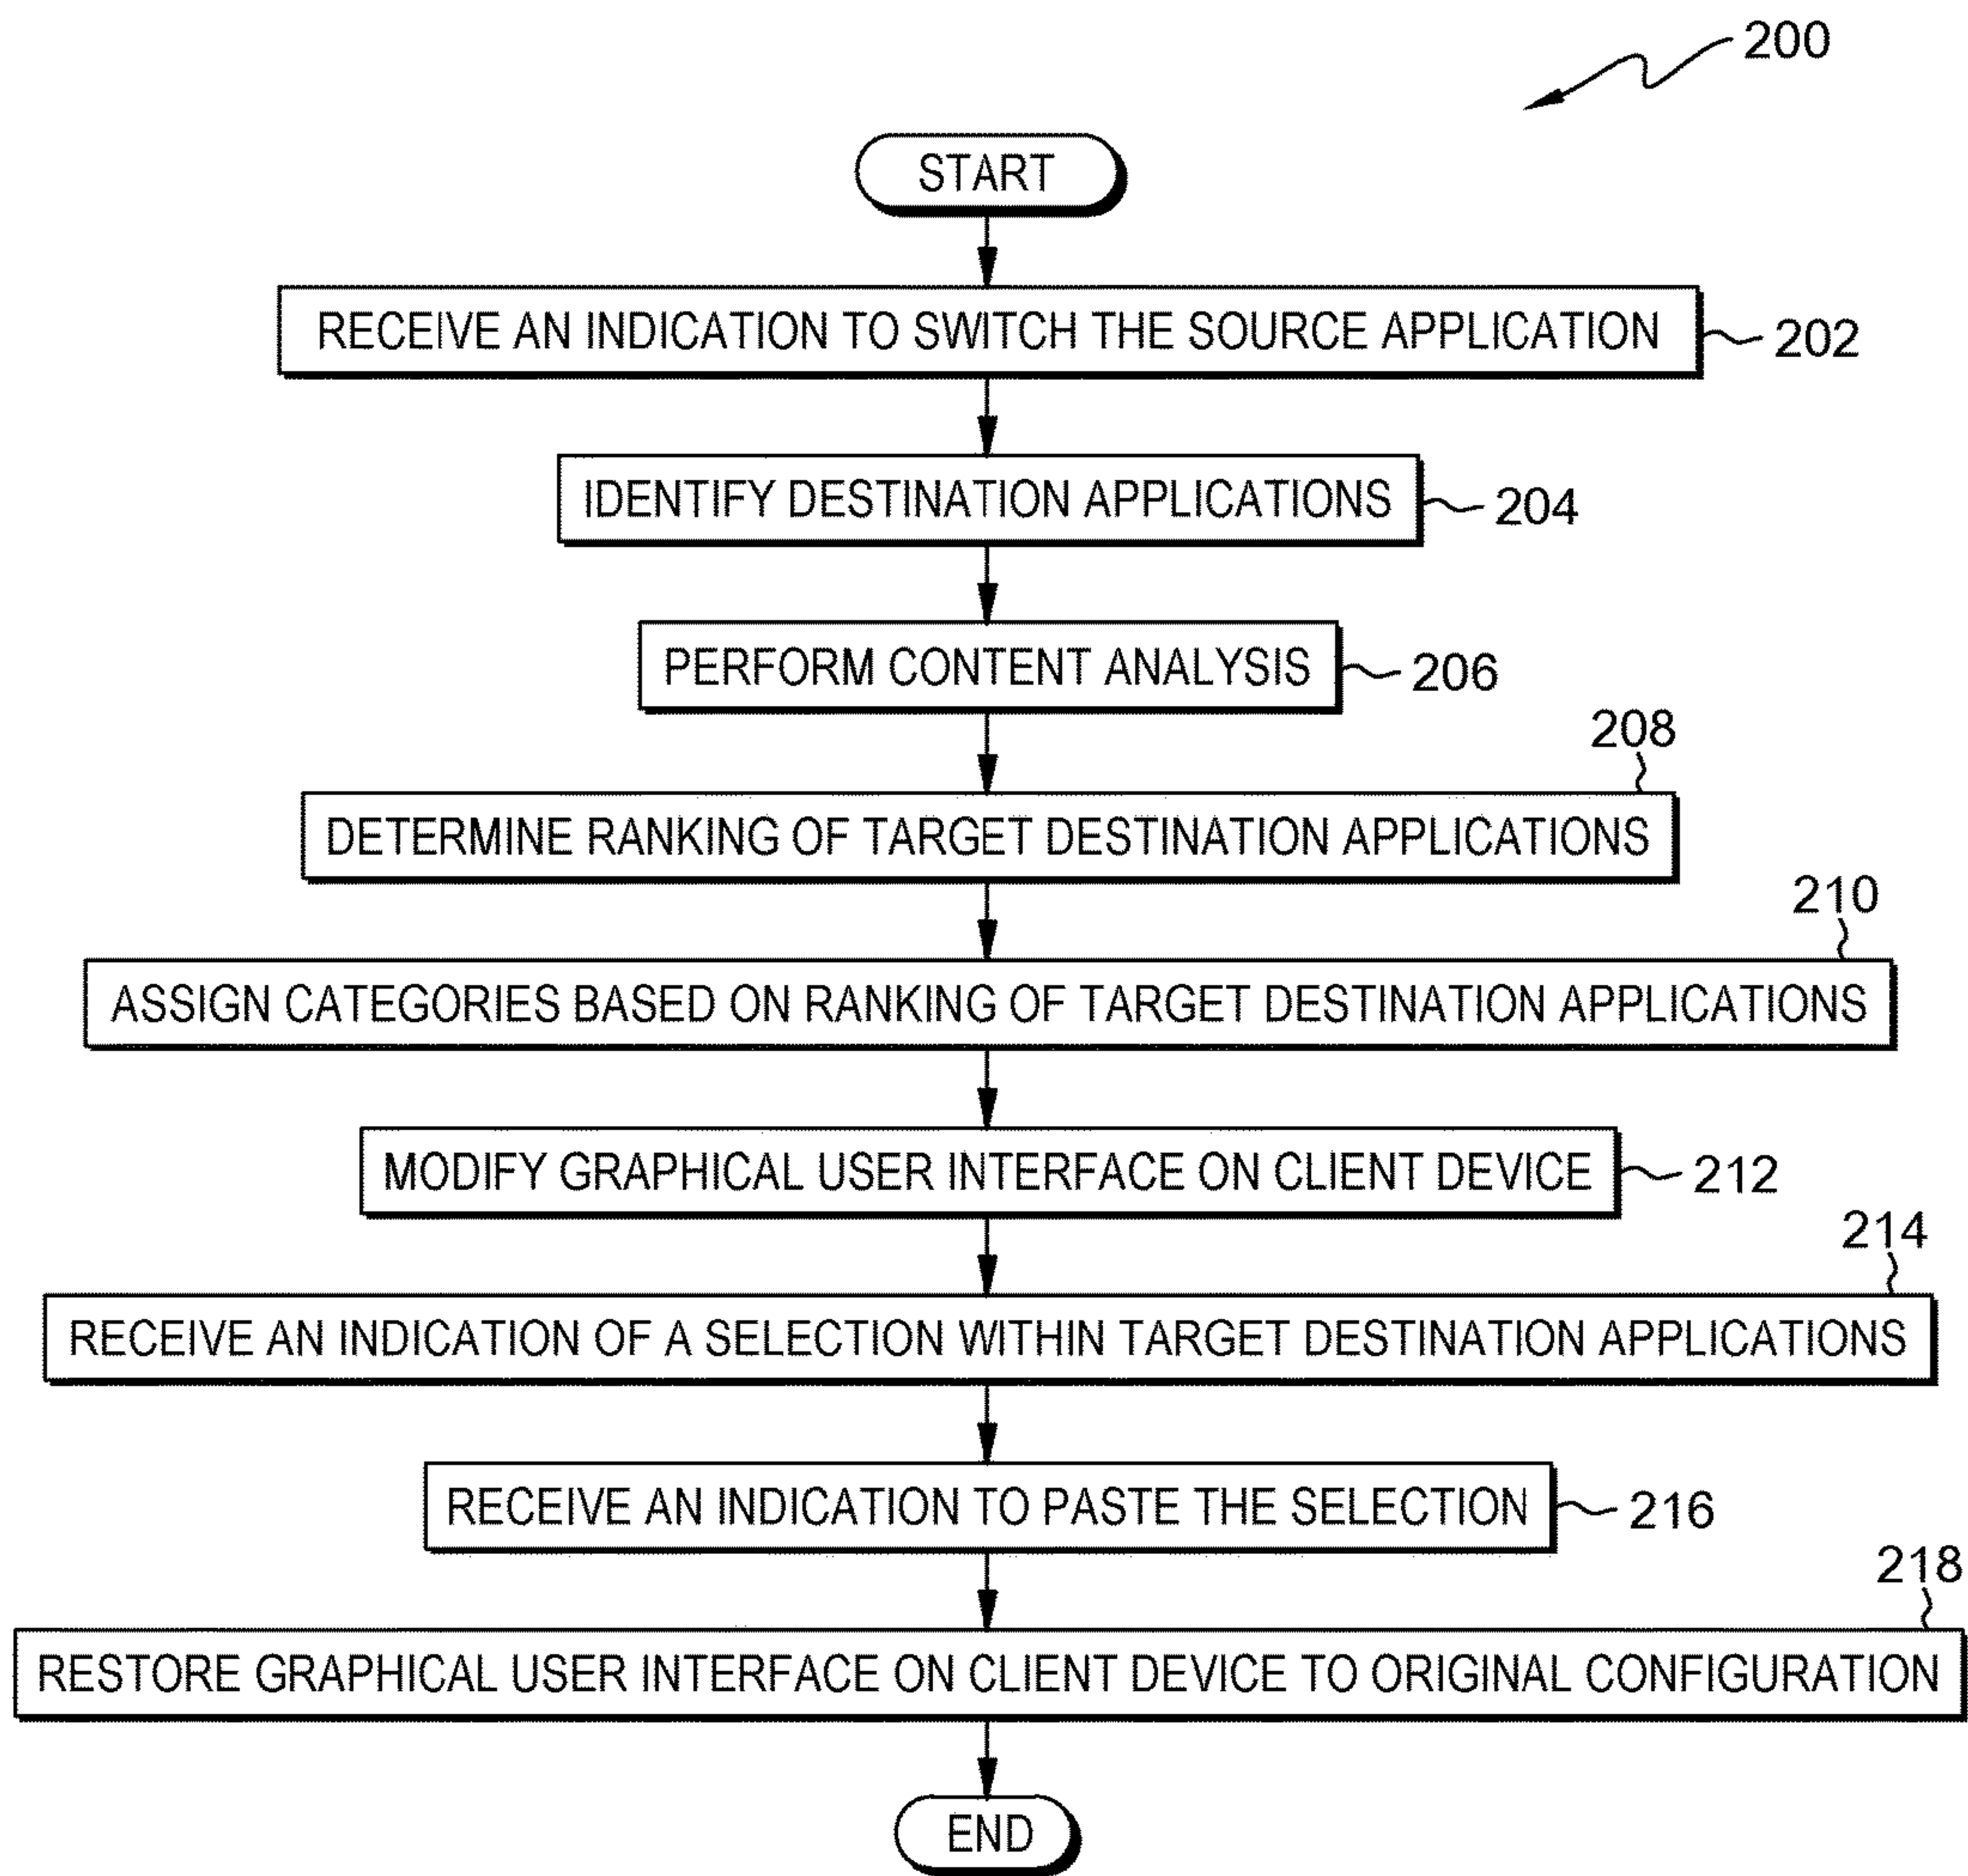 200
START
RECEIVE AN INDICATION TO SWITCH THE SOURCE APPLICATION
202
IDENTIFY DESTINATION APPLICATIONS
204
PERFORM CONTENT ANALYSIS
206
208
DETERMINE RANKING OF TARGET DESTINATION APPLICATIONS
210
ASSIGN CATEGORIES BASED ON RANKING OF TARGET DESTINATION APPLICATIONS
MODIFY GRAPHICAL USER INTERFACE ON CLIENT DEVICE
212
214
RECEIVE AN INDICATION OF A SELECTION WITHIN TARGET DESTINATION APPLICATIONS
RECEIVE AN INDICATION TO PASTE THE SELECTION
216
218
RESTORE GRAPHICAL USER INTERFACE ON CLIENT DEVICE TO ORIGINAL CONFIGURATION
END